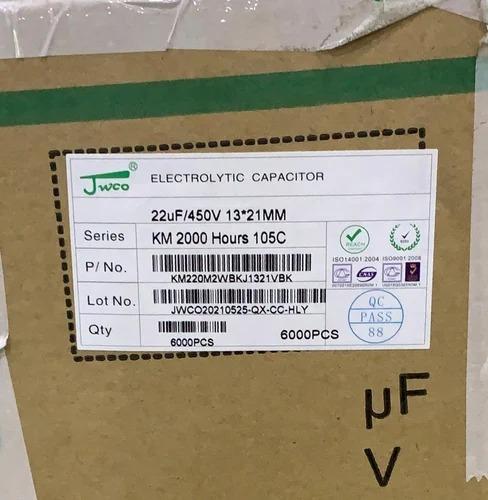 Jwco ®
ELECTROLYTIC CAPACITOR
22uF/450V 13*21MM
Series KM 2000 Hours 105C
P/ No.
KM220M2WBKJ1321VBK
Lot No.
JWCO20210525-QX-CC-HLY
Qty 6000PCS
6000PCS
REACH
ISO14001:2004 ISO9001:2008
QC
PASS
88
µF
V